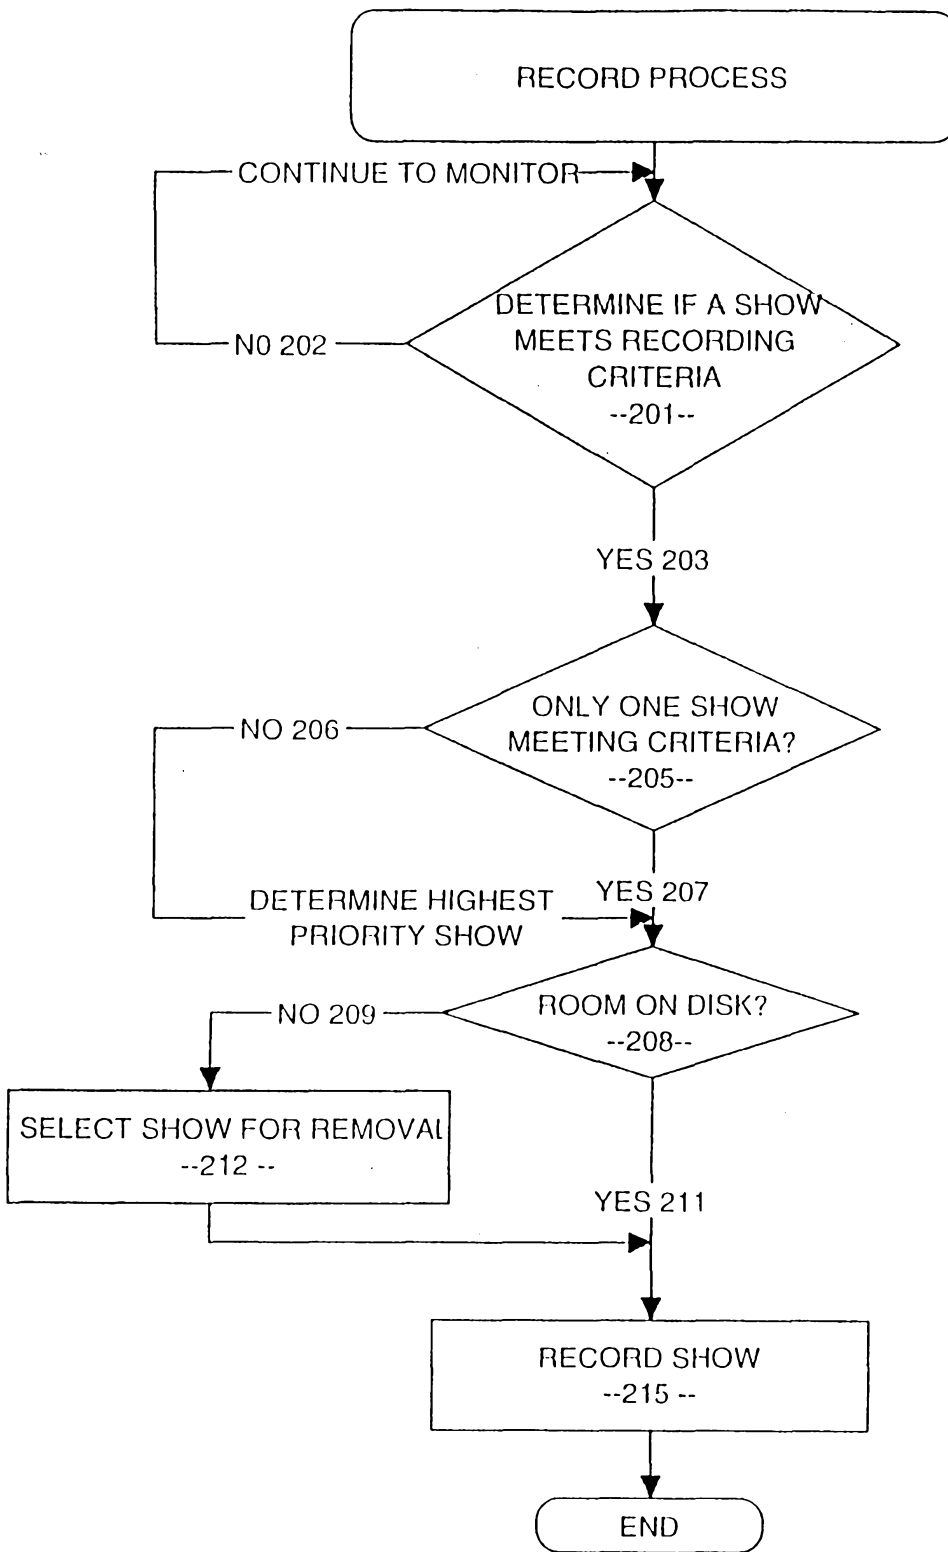 RECORD PROCESS
CONTINUE TO MONITOR
DETERMINE IF A SHOW
MEETS RECORDING
CRITERIA
--201--
N0 202
YES 203
ONLY ONE SHOW
MEETING CRITERIA?
--205--
NO 206
YES 207
DETERMINE HIGHEST
PRIORITY SHOW
ROOM ON DISK?
--208--
NO 209
SELECT SHOW FOR REMOVAL
--212 --
YES 211
RECORD SHOW
--215 --
END